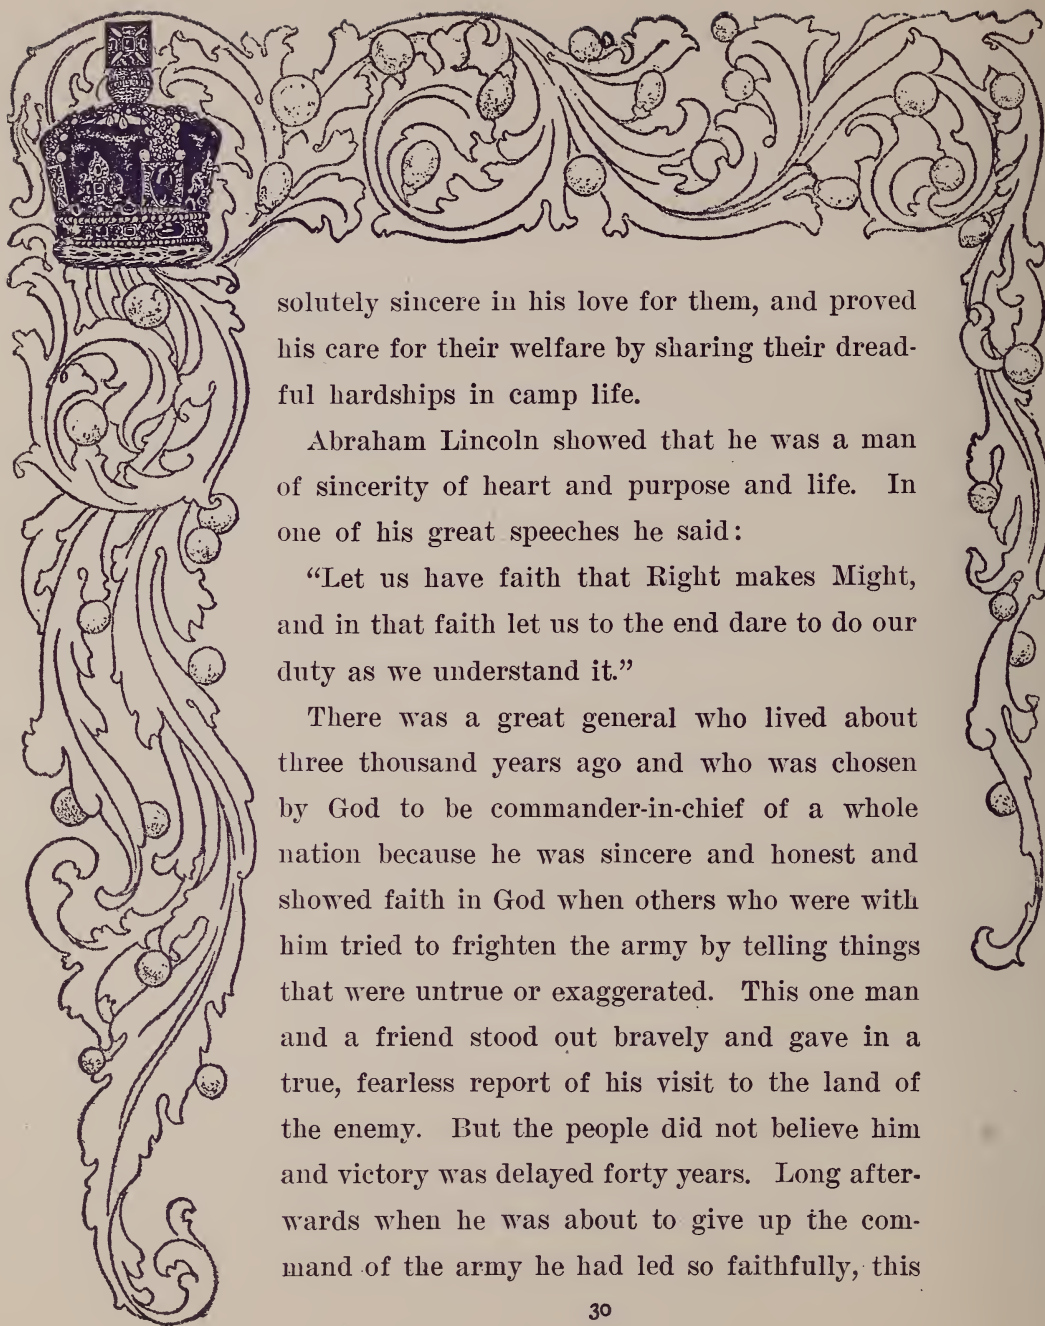 solutely sincere in his love for them, and proved
his care for their welfare by sharing their dread-
ful hardships in camp life.
Abraham Lincoln showed that he was a man
of sincerity of heart and purpose and life. In
one of his great speeches he said:
“Let us have faith that Right makes Might,
and in that faith let us to the end dare to do our
duty as we understand it.”
There was a great general who lived about
three thousand years ago and who was chosen
by God to be commander-in-chief of a whole
nation because he was sincere and honest and
showed faith in God when others who were with
him tried to frighten the army by telling things
that were untrue or exaggerated. This one man
and a friend stood out bravely and gave in a
true, fearless report of his visit to the land of
the enemy. But the people did not believe him
and victory was delayed forty years. Long after-
wards when he was about to give up the com-
mand of the army he had led so faithfully, this
30